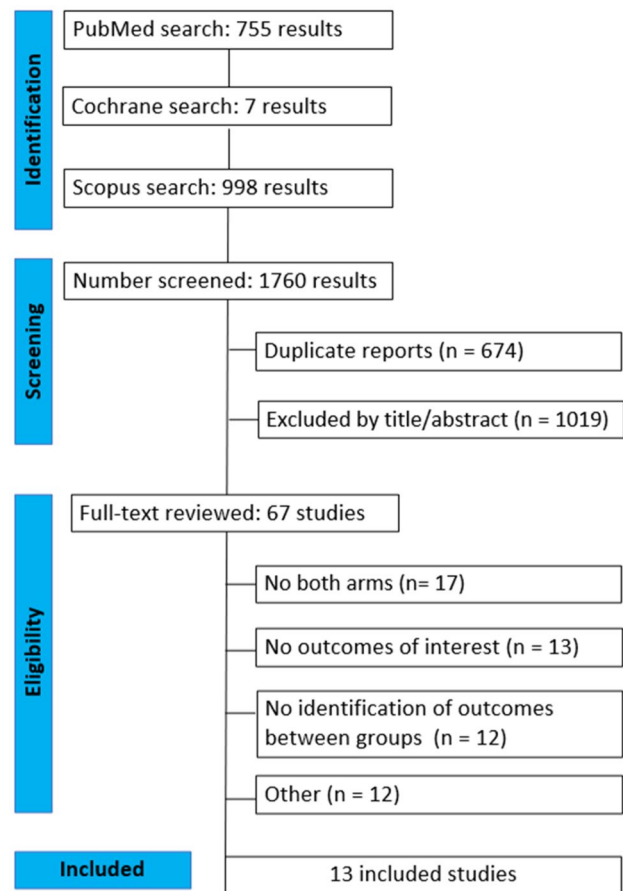 Identification
PubMed search: 755 results
Cochrane search: 7 results
Scopus search: 998 results
Screening
Number screened: 1760 results
Duplicate reports (n = 674)
Excluded by title/abstract (n = 1019)
Eligibility
Full-text reviewed: 67 studies
No both arms (n= 17)
No outcomes of interest (n = 13)
No identification of outcomes
between groups (n = 12)
Other (n = 12)
Included
13 included studies